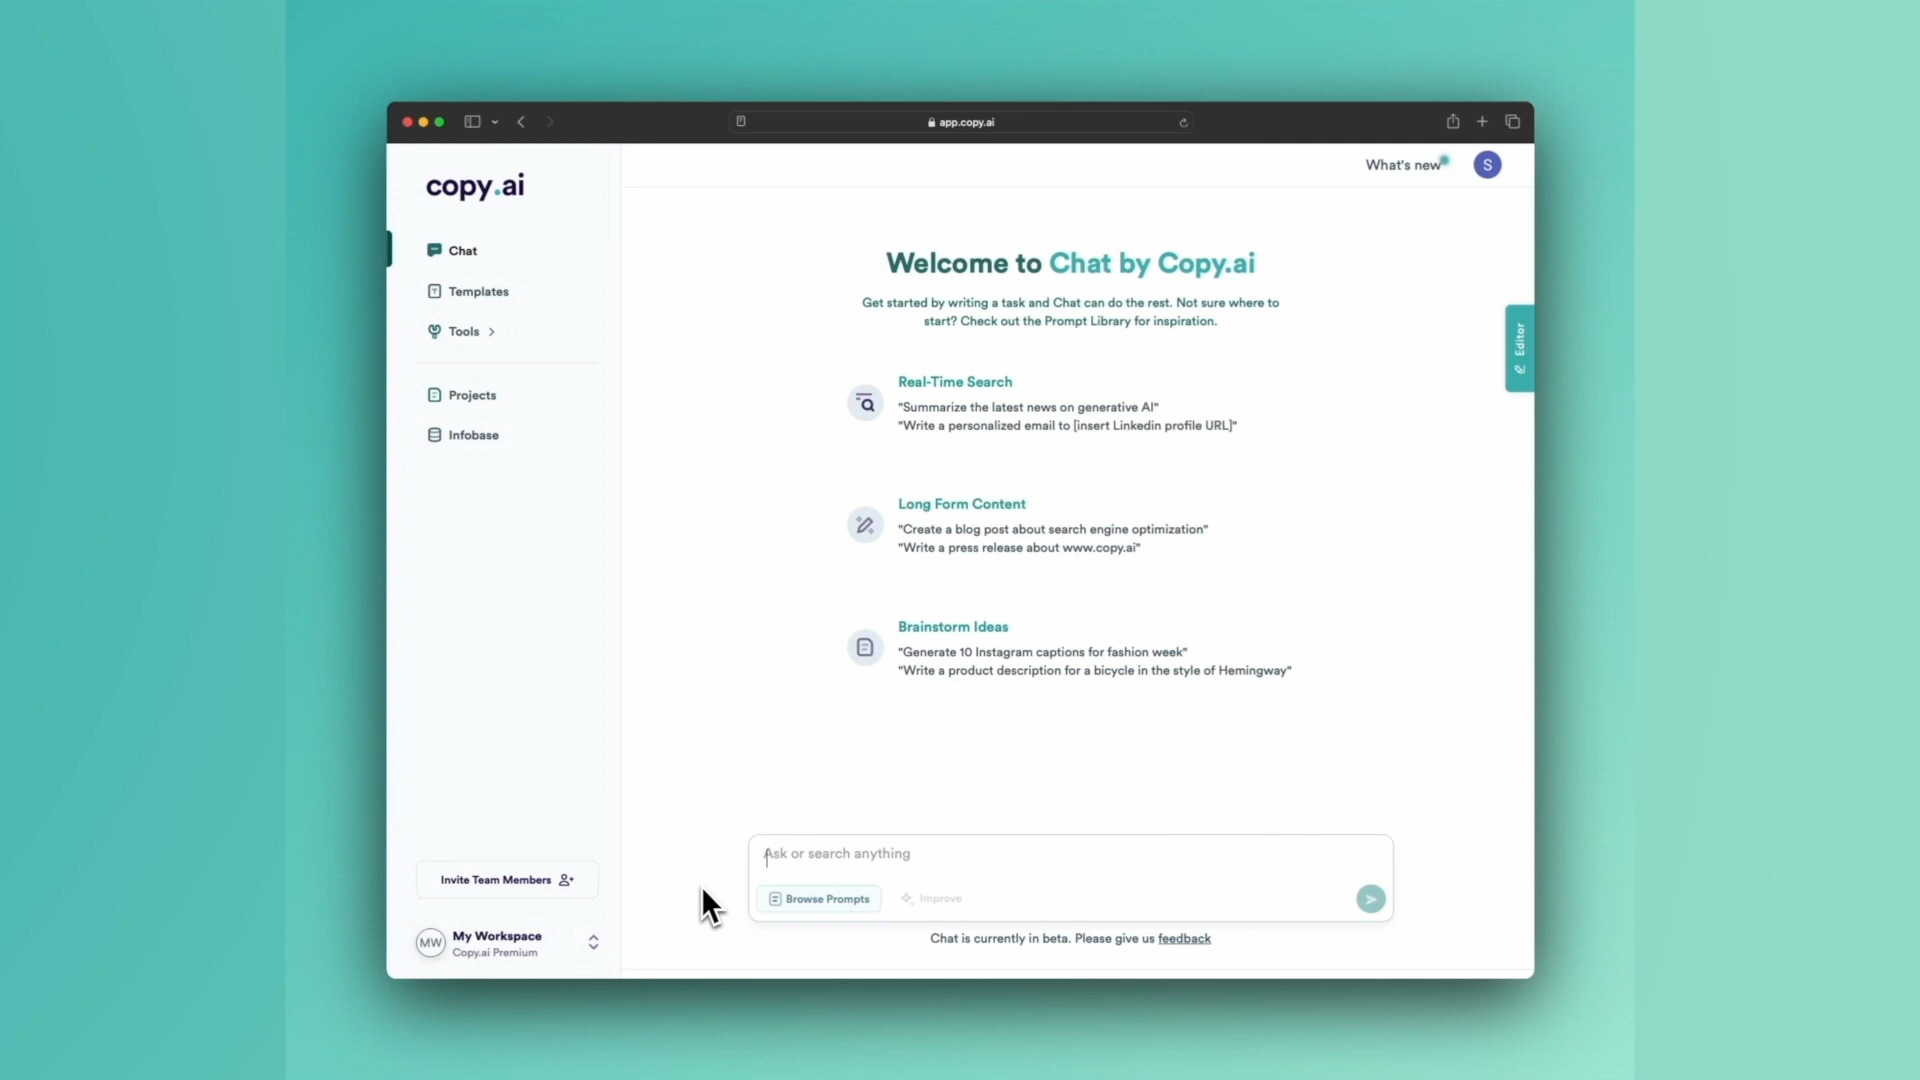 app.copy.ai
copy.ai
What's new
S
Chat
Templates
Tools
Projects
Infobase
Welcome to Chat by Copy.ai
Get started by writing a task and Chat can do the rest. Not sure where to
start? Check out the Prompt Library for inspiration.
Editor
Real-Time Search
"Summarize the latest news on generative AI"
"Write a personalized email to [insert Linkedin profile URL]"
Long Form Content
"Create a blog post about search engine optimization"
"Write a press release about www.copy.ai"
Brainstorm Ideas
"Generate 10 Instagram captions for fashion week"
"Write a product description for a bicycle in the style of Hemingway"
Ask or search anything
Browse Prompts
Improve
Chat is currently in beta. Please give us feedback
Invite Team Members
MW
My Workspace
Copy.ai Premium